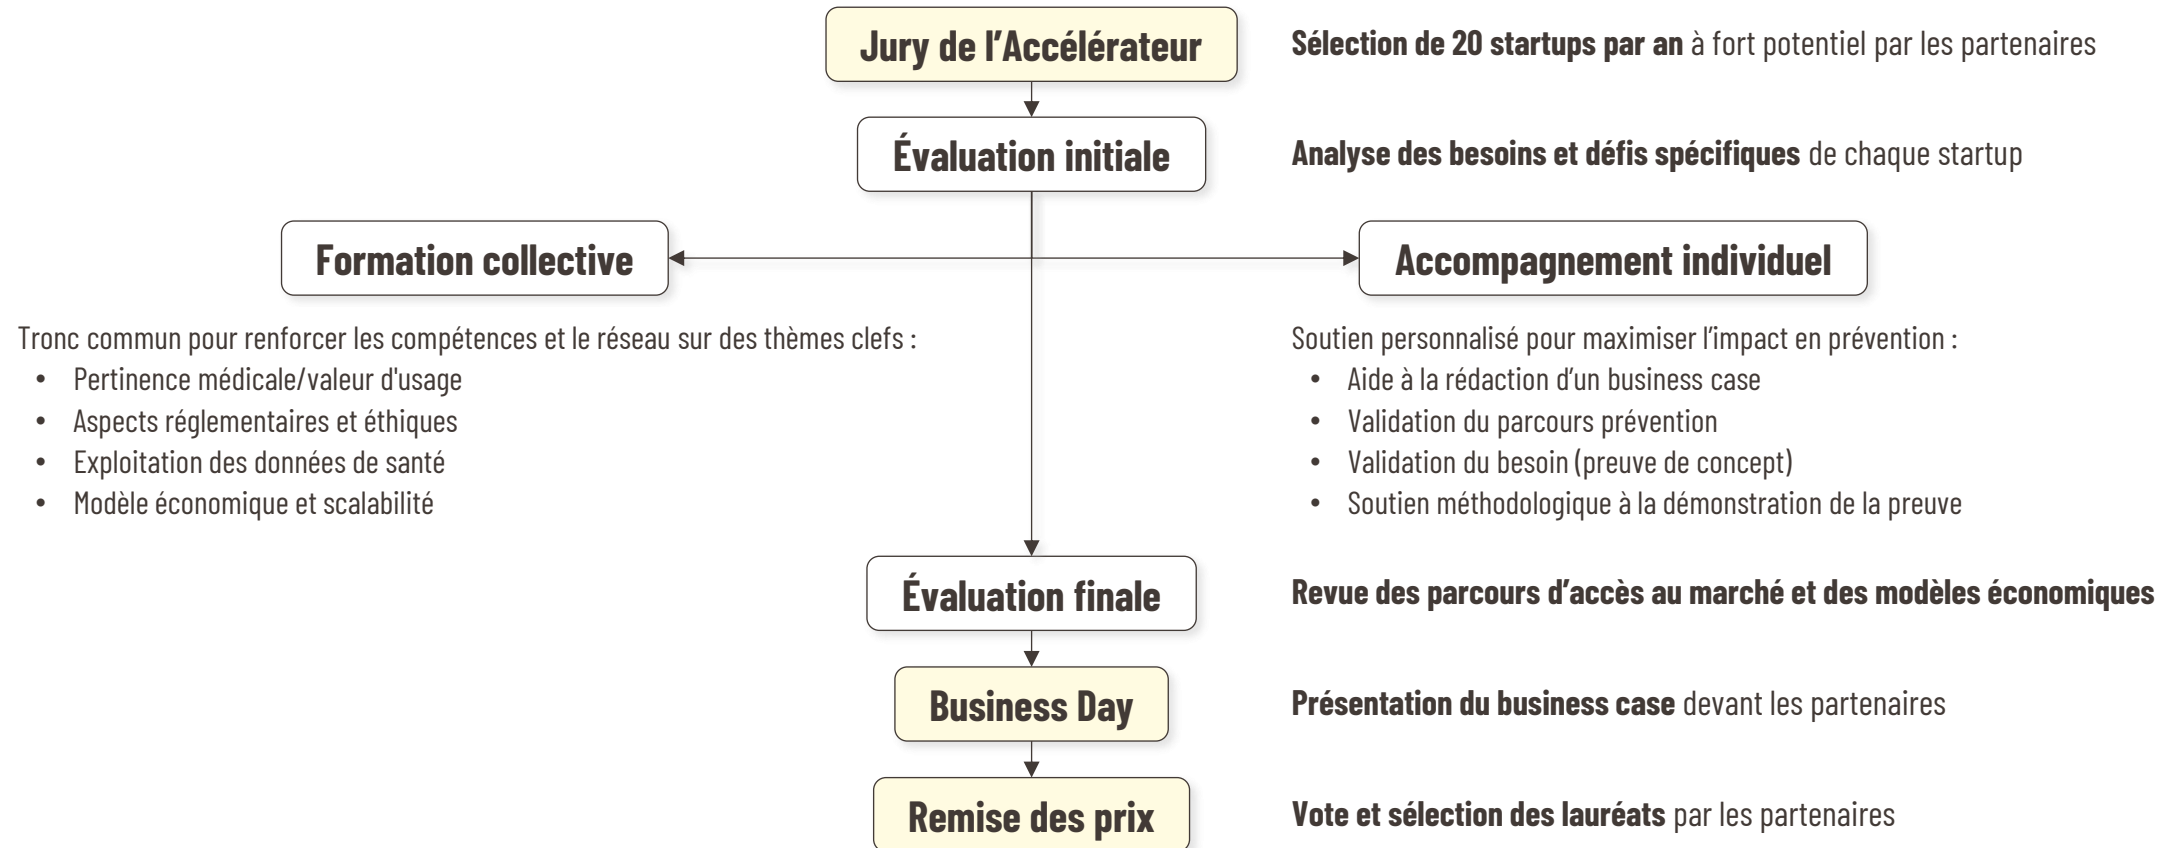 Jury de l’Accélérateur
Sélection de 20 startups par an à fort potentiel par les partenaires
Évaluation initiale
Analyse des besoins et défis spécifiques de chaque startup
Formation collective
Accompagnement individuel
Tronc commun pour renforcer les compétences et le réseau sur des thèmes clefs :
• Pertinence médicale/valeur d'usage
• Aspects réglementaires et éthiques
• Exploitation des données de santé
• Modèle économique et scalabilité
Soutien personnalisé pour maximiser l’impact en prévention :
• Aide à la rédaction d’un business case
• Validation du parcours prévention
• Validation du besoin (preuve de concept)
• Soutien méthodologique à la démonstration de la preuve
Évaluation finale
Revue des parcours d’accès au marché et des modèles économiques
Business Day
Présentation du business case devant les partenaires
Remise des prix
Vote et sélection des lauréats par les partenaires